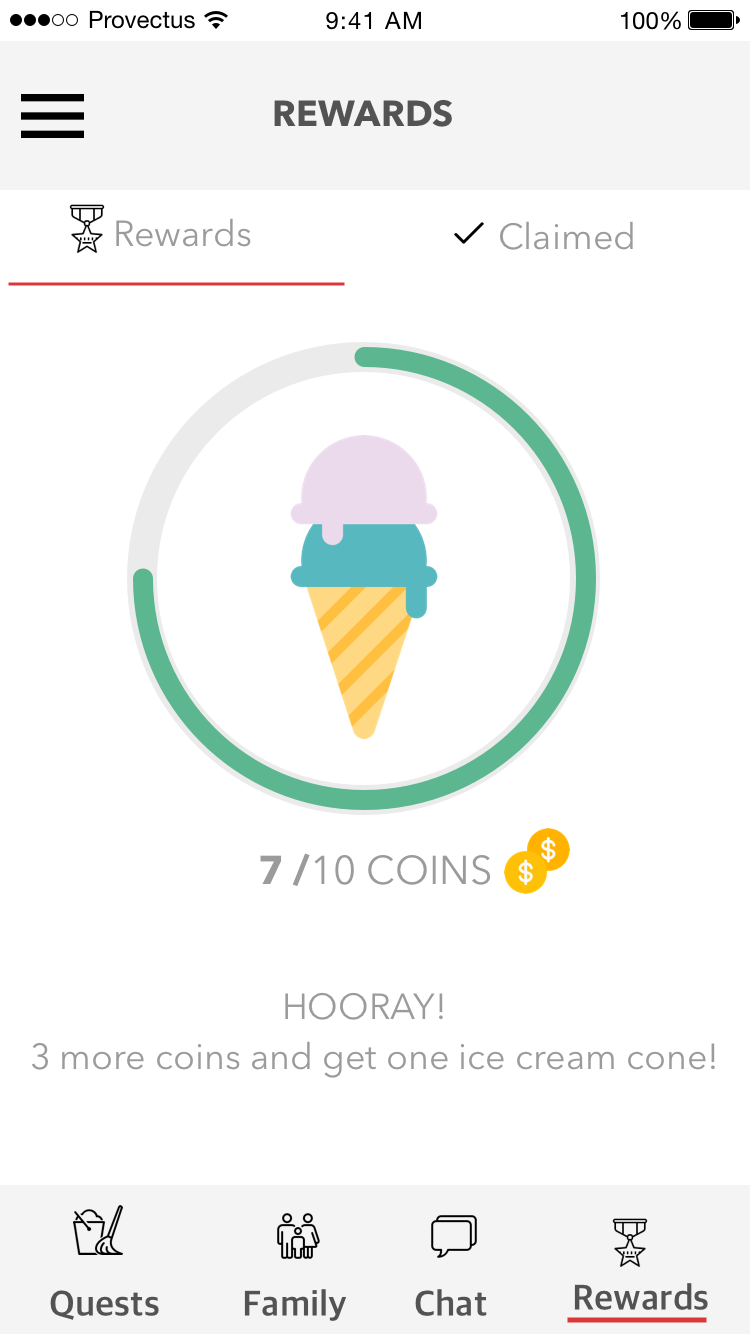 Provectus 9:41 AM 100%
REWARDS
Rewards Claimed
$
$
7 /10 COINS
HOORAY!
3 more coins and get one ice cream cone!
Quests Family Chat Rewards